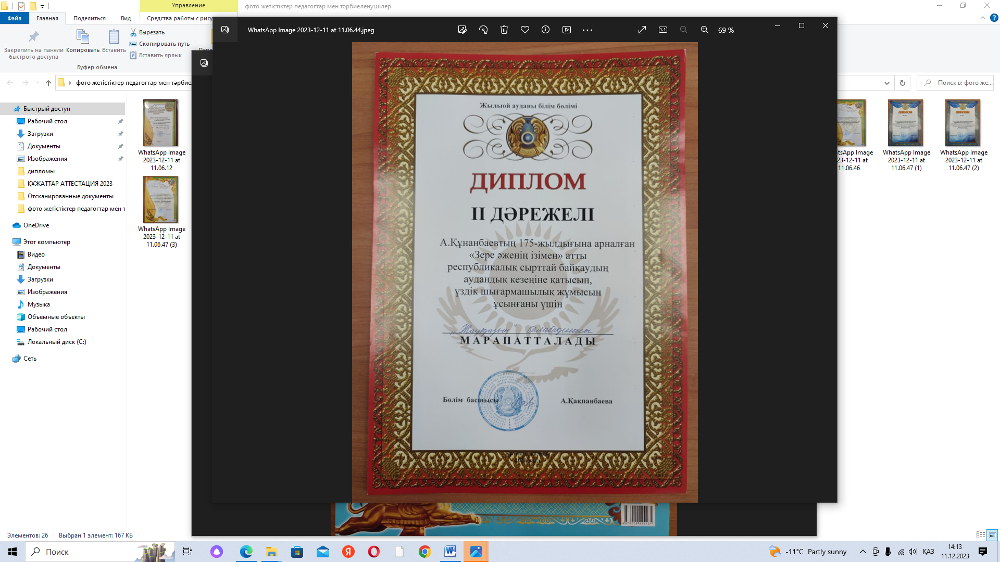 Управление
фото жетістіктер педагогтар мен тәрбиеленушілер
Файл
Главная
Поделиться
Вид
Средства работы с рису
Закрепить на панели быстрого доступа
Копировать
Вставить
Вырезать
Скопировать путь
Вставить ярлык
Буфер обмена
фото жетістіктер педагогтар мен тәрбие
Поиск в: фото же...
Быстрый доступ
Рабочий стол
Загрузки
Документы
Изображения
дипломы
ҚҰЖАТТАР АТТЕСТАЦИЯ 2023
Отсканированные документы
фото жетістіктер педагогтар мен т
OneDrive
Этот компьютер
Видео
Документы
Загрузки
Изображения
Музыка
Объемные объекты
Рабочий стол
Локальный диск (C:)
Сеть
WhatsApp Image
2023-12-11 at
11.06.12
WhatsApp Image
2023-12-11 at
11.06.47 (3)
WhatsApp Image 2023-12-11 at 11.06.44.jpeg
69 %
Жылыой ауданы білім бөлімі
ДИПЛОМ
ІІ ДӘРЕЖЕЛІ
А.Құнанбаевтың 175-жылдығына арналған
«Зере әженің ізімен» атты
республикалық сырттай байқаудың
аудандық кезеңіне қатысып,
үздік шығармашылық жұмысын
ұсынғаны үшін
„Жауқазын" балабақшасы
МАРАПАТТАЛАДЫ
Бөлім басшысы
А.Қақпанбаева
tsApp Image
23-12-11 at
11.06.46
WhatsApp Image
2023-12-11 at
11.06.47 (1)
WhatsApp Image
2023-12-11 at
11.06.47 (2)
Элементов: 26
Выбран 1 элемент: 167 КБ
Поиск
-11°C Partly sunny
ҚАЗ
14:13
11.12.2023